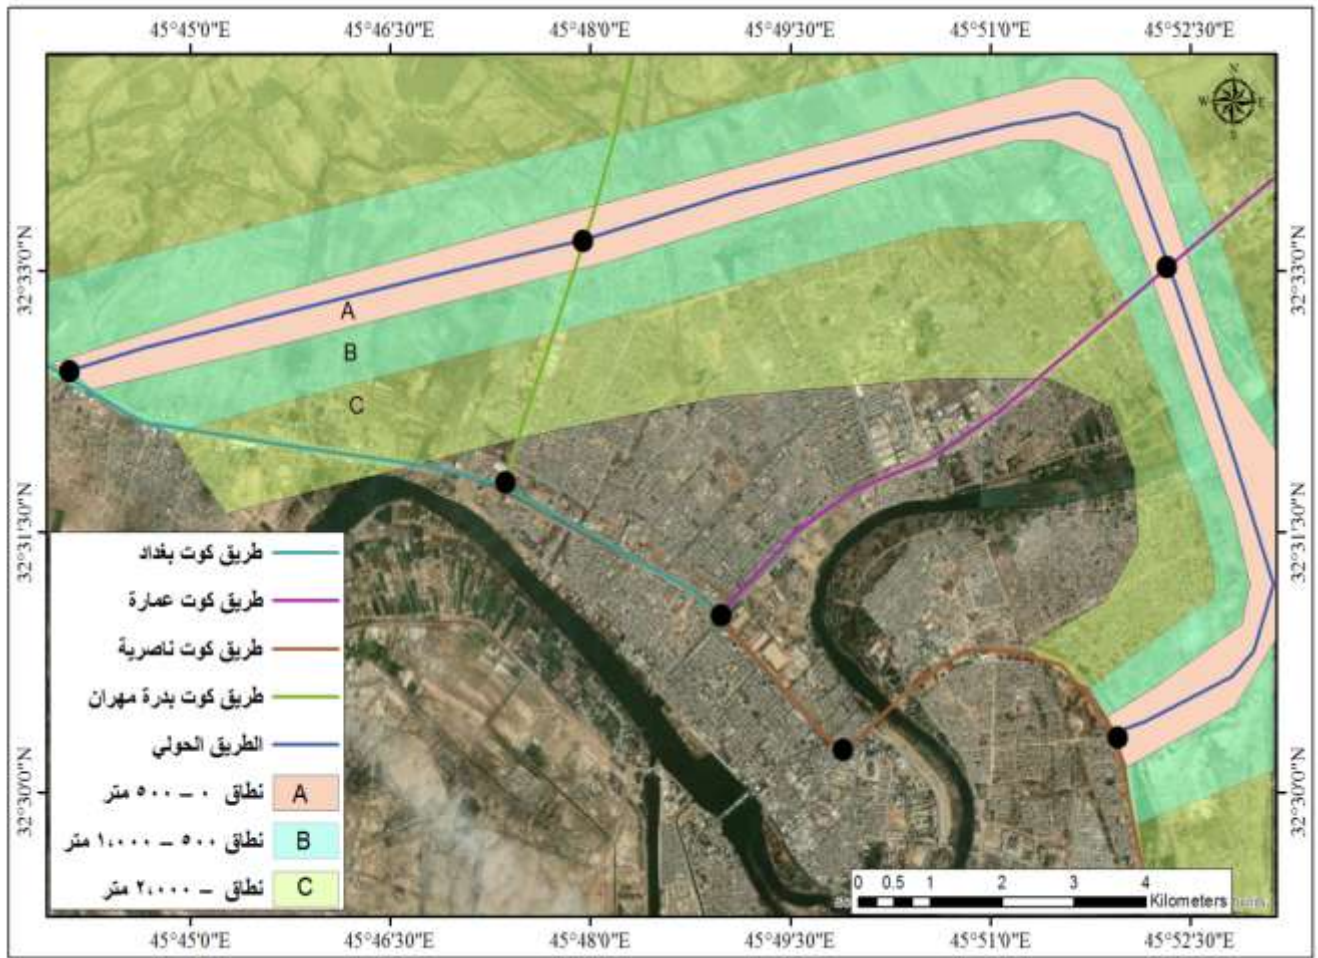 45°45'0"E 45°46'30"E 45°48'0"E 45°49'30"E 45°51'0"E 45°52'30"E
N
W E
S
32°33'0"N 32°33'0"N
A
B
C
32°31'30"N 32°31'30"N
طريق كوت بغداد
طريق كوت عمارة
طريق كوت ناصرية
طريق كوت بدرة مهران
الطريق الحولي
نطاق ٠ – ٥٠٠ متر A
نطاق ٥٠٠ – ١،٠٠٠ متر B
نطاق – ٢،٠٠٠ متر C
32°30'0"N 32°30'0"N
0 0.5 1 2 3 4
Kilometers
45°45'0"E 45°46'30"E 45°48'0"E 45°49'30"E 45°51'0"E 45°52'30"E